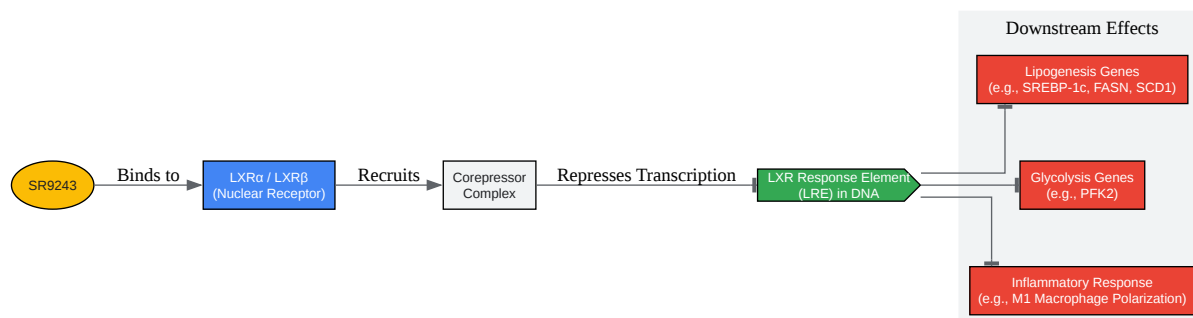 Downstream Effects
Lipogenesis Genes
(e.g., SREBP-1c, FASN, SCD1)
SR9243
Binds to
LXRα / LXRβ
(Nuclear Receptor)
Recruits
Corepressor
Complex
Represses Transcription
LXR Response Element
(LRE) in DNA
Glycolysis Genes
(e.g., PFK2)
Inflammatory Response
(e.g., M1 Macrophage Polarization)